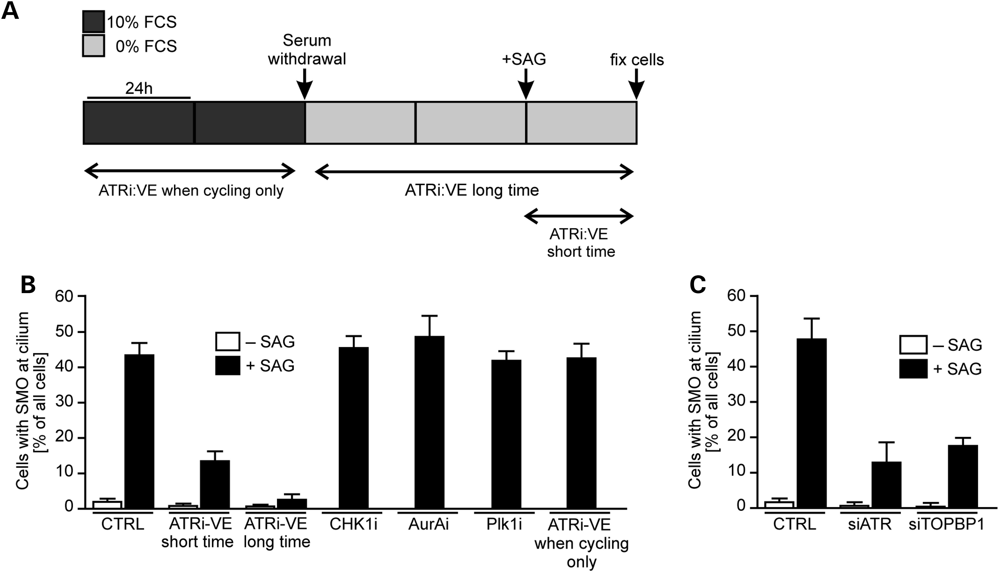 A
10% FCS
0% FCS
Serum
withdrawal
+SAG
fix cells
24h
ATRi:VE when cycling only
ATRi:VE long time
ATRi:VE
short time
B
Cells with SMO at cilium
[% of all cells]
60
50
40
30
20
10
0
– SAG
+ SAG
CTRL
ATRi-VE
short time
ATRi-VE
long time
CHK1i
AurAi
Plk1i
ATRi-VE
when cycling
only
C
Cells with SMO at cilium
[% of all cells]
60
50
40
30
20
10
0
– SAG
+ SAG
CTRL
siATR
siTOPBP1